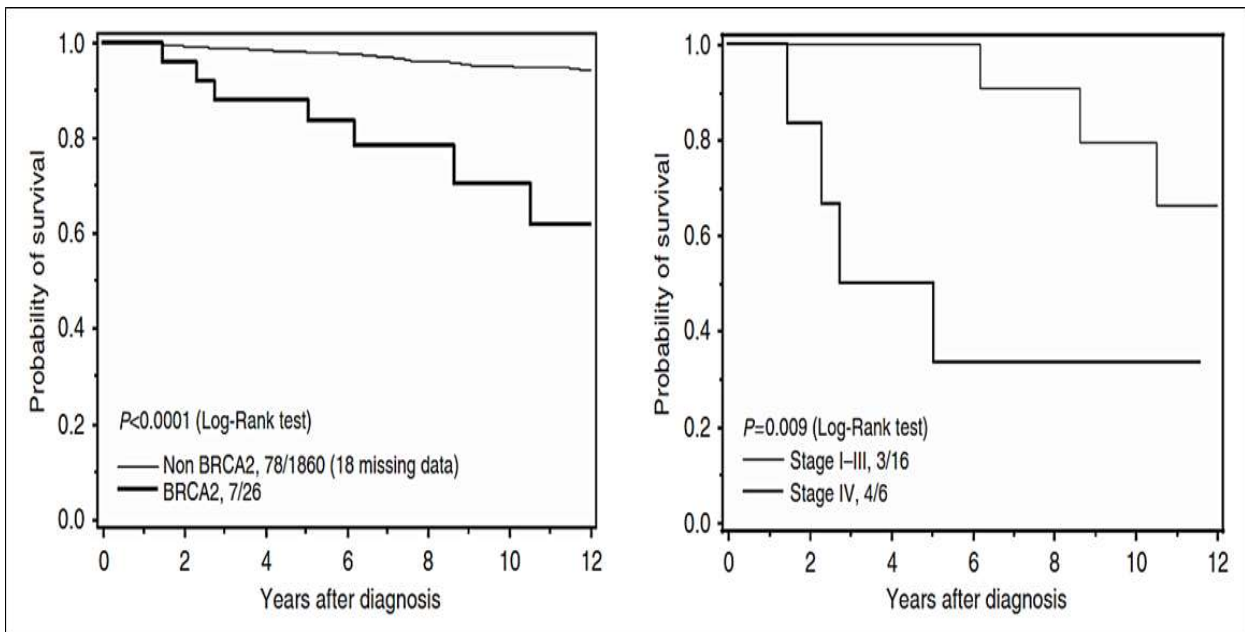 Probability of survival
1.0
0.8
0.6
0.4
0.2
0.0
P<0.0001 (Log-Rank test)
Non BRCA2, 78/1860 (18 missing data)
BRCA2, 7/26
0 2 4 6 8 10 12
Years after diagnosis
Probability of survival
1.0
0.8
0.6
0.4
0.2
0.0
P=0.009 (Log-Rank test)
Stage I–III, 3/16
Stage IV, 4/6
0 2 4 6 8 10 12
Years after diagnosis